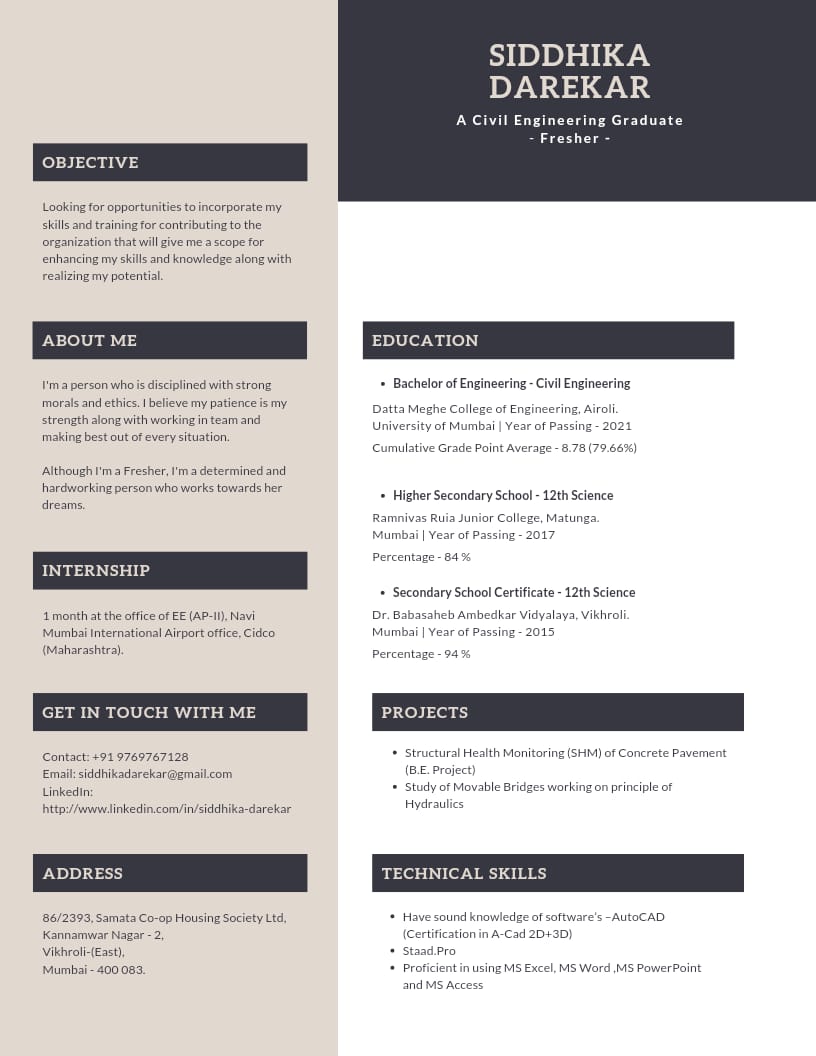 SIDDHIKA
DAREKAR
A Civil Engineering Graduate
- Fresher -
OBJECTIVE
Looking for opportunities to incorporate my
skills and training for contributing to the
organization that will give me a scope for
enhancing my skills and knowledge along with
realizing my potential.
ABOUT ME
I'm a person who is disciplined with strong
morals and ethics. I believe my patience is my
strength along with working in team and
making best out of every situation.
Although I'm a Fresher, I'm a determined and
hardworking person who works towards her
dreams.
INTERNSHIP
1 month at the office of EE (AP-II), Navi
Mumbai International Airport office, Cidco
(Maharashtra).
GET IN TOUCH WITH ME
Contact: +91 9769767128
Email: siddhikadarekar@gmail.com
LinkedIn:
http://www.linkedin.com/in/siddhika-darekar
ADDRESS
86/2393, Samata Co-op Housing Society Ltd,
Kannamwar Nagar - 2,
Vikhroli-(East),
Mumbai - 400 083.
EDUCATION
• Bachelor of Engineering - Civil Engineering
Datta Meghe College of Engineering, Airoli.
University of Mumbai | Year of Passing - 2021
Cumulative Grade Point Average - 8.78 (79.66%)
• Higher Secondary School - 12th Science
Ramnivas Ruia Junior College, Matunga.
Mumbai | Year of Passing - 2017
Percentage - 84 %
• Secondary School Certificate - 12th Science
Dr. Babasaheb Ambedkar Vidyalaya, Vikhroli.
Mumbai | Year of Passing - 2015
Percentage - 94 %
PROJECTS
• Structural Health Monitoring (SHM) of Concrete Pavement
(B.E. Project)
• Study of Movable Bridges working on principle of
Hydraulics
TECHNICAL SKILLS
• Have sound knowledge of software's –AutoCAD
(Certification in A-Cad 2D+3D)
• Staad.Pro
• Proficient in using MS Excel, MS Word ,MS PowerPoint
and MS Access